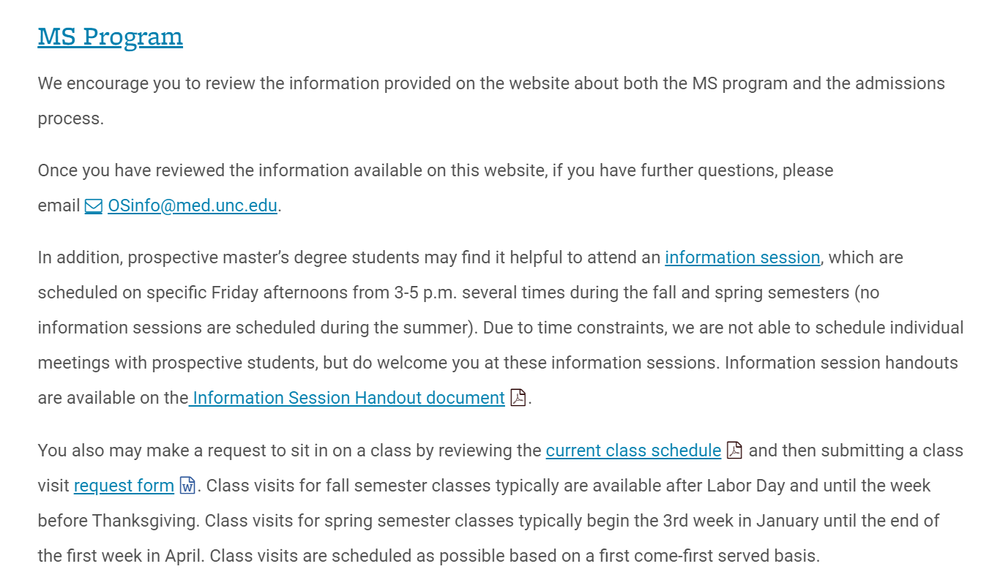 MS Program
We encourage you to review the information provided on the website about both the MS program and the admissions
process.
Once you have reviewed the information available on this website, if you have further questions, please
email OSinfo@med.unc.edu.
In addition, prospective master’s degree students may find it helpful to attend an information session, which are
scheduled on specific Friday afternoons from 3-5 p.m. several times during the fall and spring semesters (no
information sessions are scheduled during the summer). Due to time constraints, we are not able to schedule individual
meetings with prospective students, but do welcome you at these information sessions. Information session handouts
are available on the Information Session Handout document.
You also may make a request to sit in on a class by reviewing the current class schedule and then submitting a class
visit request form. Class visits for fall semester classes typically are available after Labor Day and until the week
before Thanksgiving. Class visits for spring semester classes typically begin the 3rd week in January until the end of
the first week in April. Class visits are scheduled as possible based on a first come-first served basis.